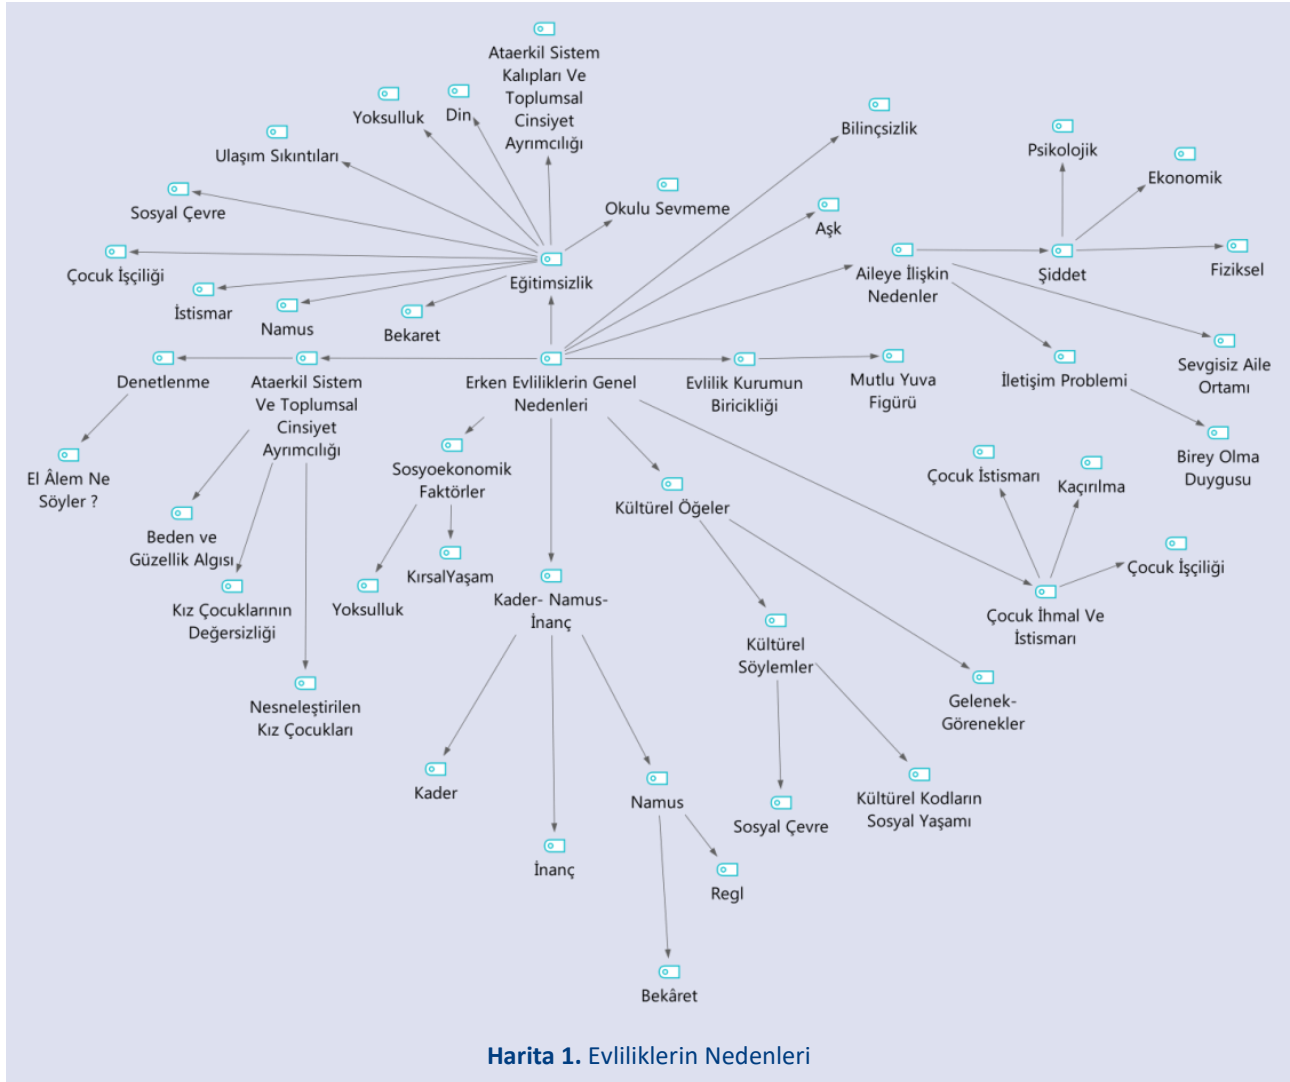 Ataerkil Sistem
Kalıpları Ve
Toplumsal
Cinsiyet
Ayrımcılığı
Din
Yoksulluk
Ulaşım Sıkıntıları
Sosyal Çevre
Çocuk İşçiliği
İstismar
Namus
Bekaret
Okulu Sevmeme
Eğitimsizlik
Bilinçsizlik
Aşk
Aileye İlişkin
Nedenler
Psikolojik
Ekonomik
Şiddet
Fiziksel
Sevgisiz Aile
Ortamı
İletişim Problemi
Birey Olma
Duygusu
Denetlenme
Ataerkil Sistem
Ve Toplumsal
Cinsiyet
Ayrımcılığı
Erken Evliliklerin Genel
Nedenleri
Evlilik Kurumun
Biricikliği
Mutlu Yuva
Figürü
El Âlem Ne
Söyler ?
Beden ve
Güzellik Algısı
Kız Çocuklarının
Değersizliği
Nesneleştirilen
Kız Çocukları
Sosyoekonomik
Faktörler
Yoksulluk
KırsalYaşam
Kader- Namus-
İnanç
Kader
İnanç
Namus
Regl
Bekâret
Kültürel Öğeler
Kültürel
Söylemler
Sosyal Çevre
Kültürel Kodların
Sosyal Yaşamı
Gelenek-
Görenekler
Çocuk İstismarı
Kaçırılma
Çocuk İşçiliği
Çocuk İhmal Ve
İstismarı
Harita 1. Evliliklerin Nedenleri